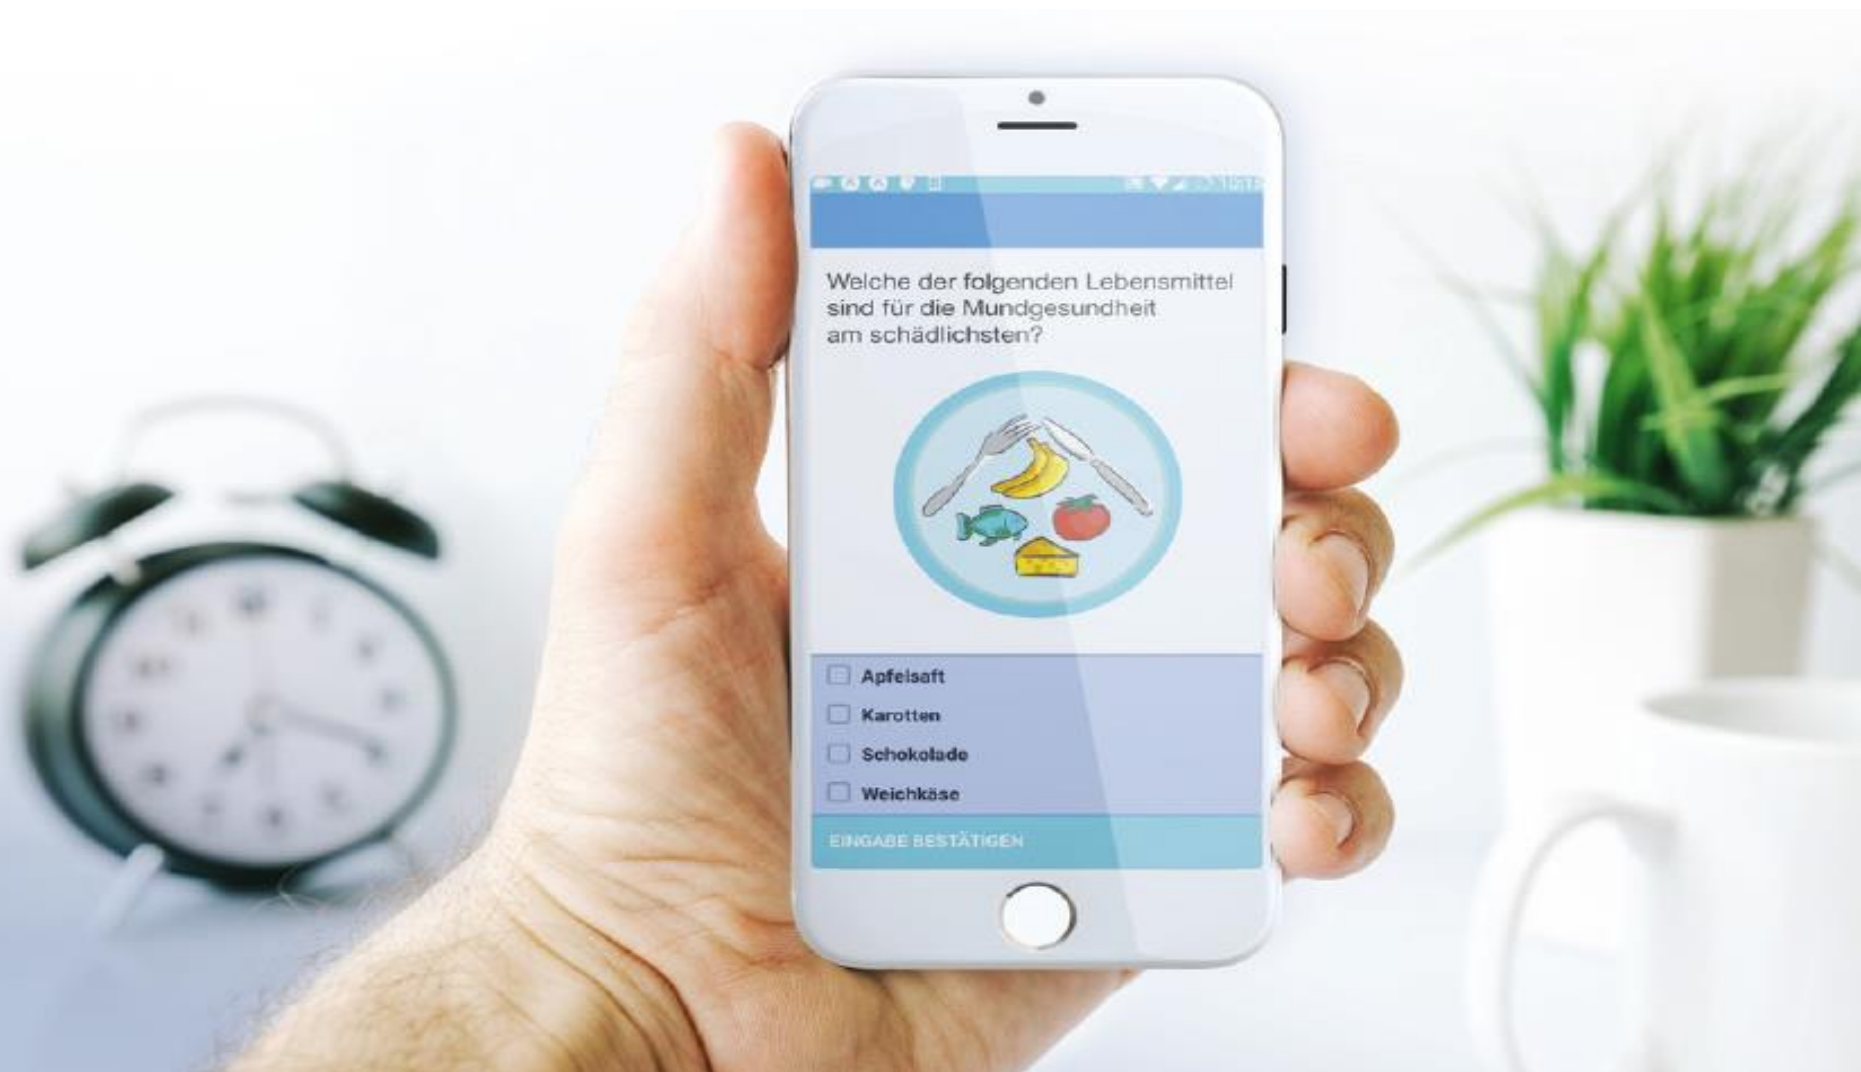 Welche der folgenden Lebensmittel
sind für die Mundgesundheit
am schädlichsten?
Apfelsaft
Karotten
Schokolade
Weichkäse
EINGABE BESTÄTIGEN